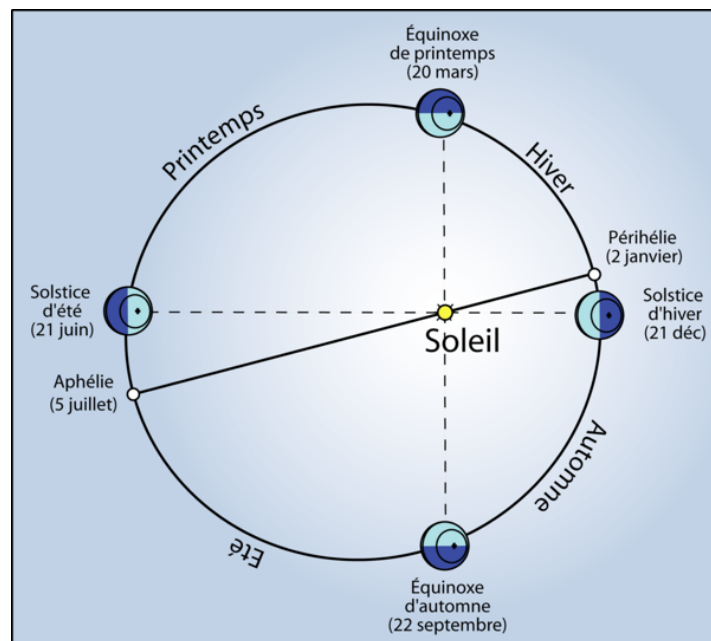 Équinoxe
de printemps
(20 mars)
Printemps
Hiver
Périhélie
(2 janvier)
Solstice
d'été
(21 juin)
Soleil
Solstice
d'hiver
(21 déc)
Aphélie
(5 juillet)
Automne
Eté
Équinoxe
d'automne
(22 septembre)